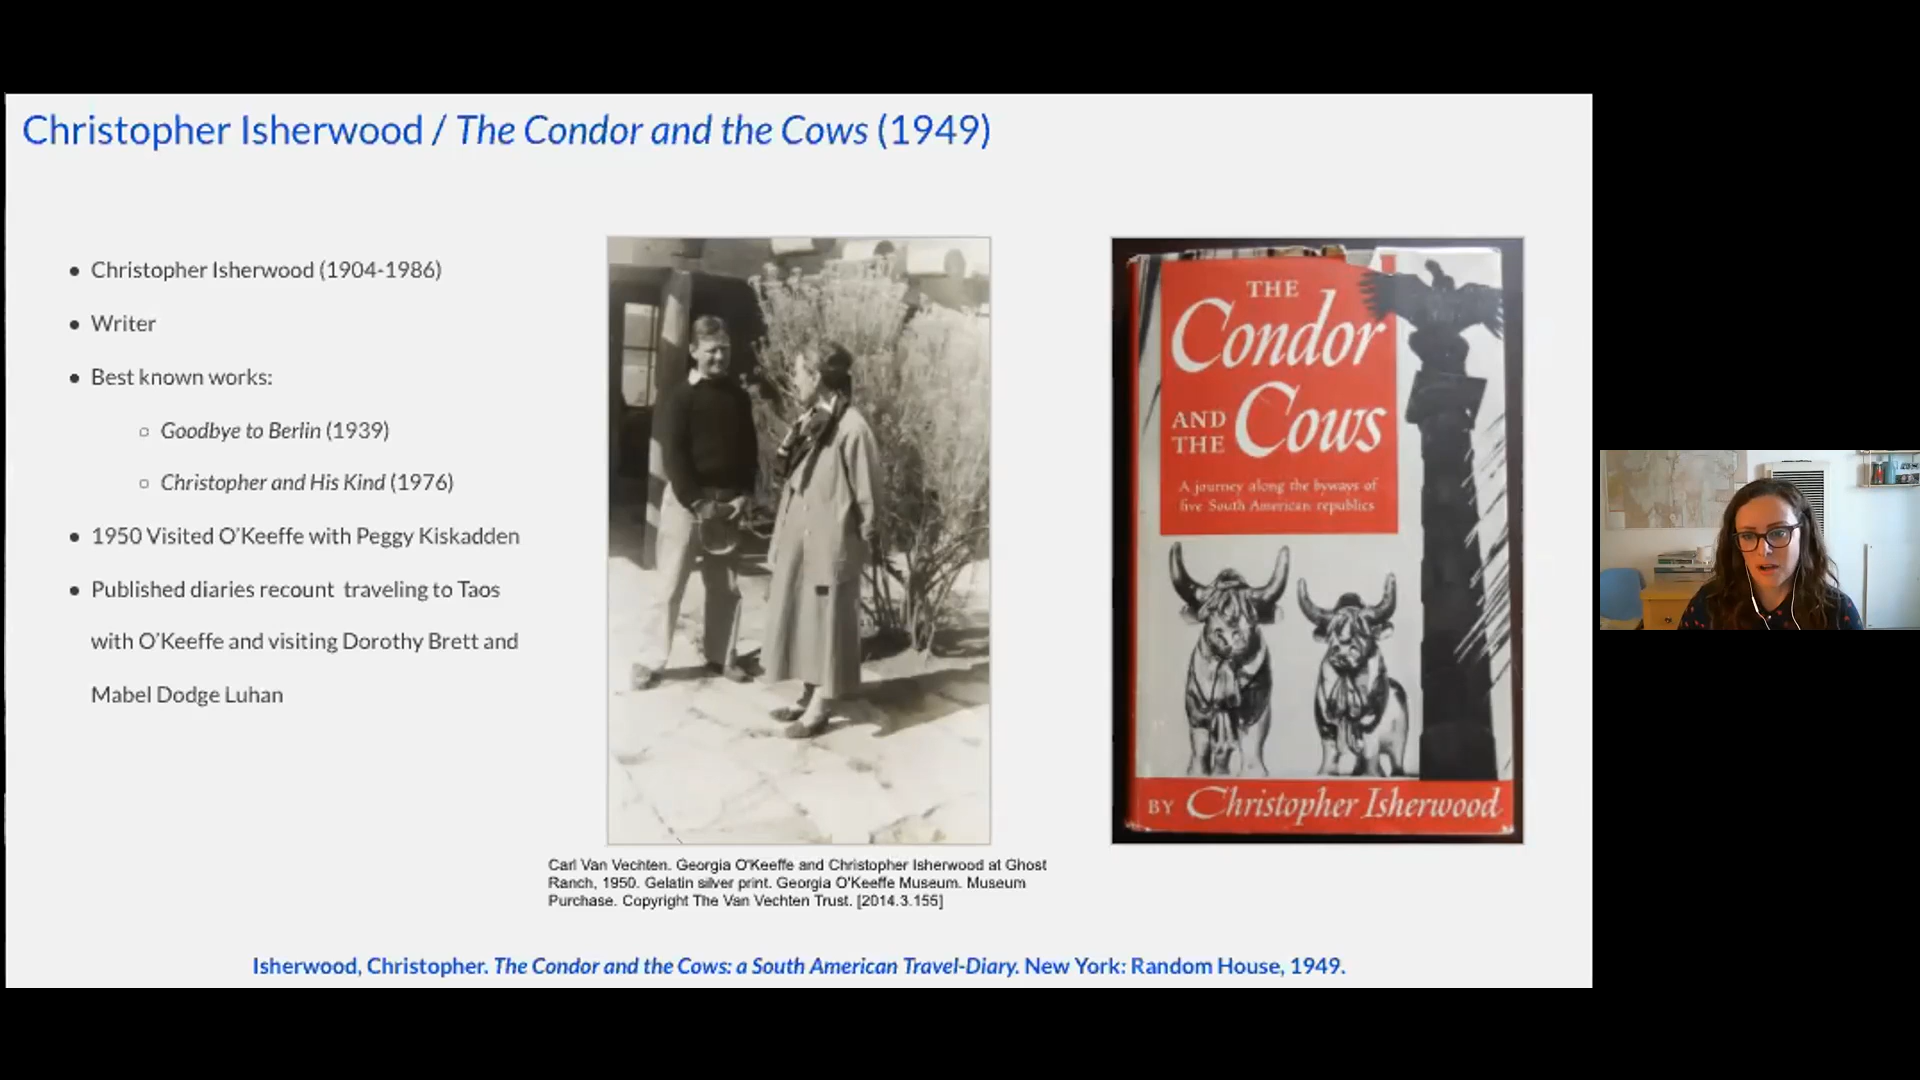 Christopher Isherwood / The Condor and the Cows (1949)
Christopher Isherwood (1904-1986)
Writer
Best known works:
Goodbye to Berlin (1939)
Christopher and His Kind (1976)
1950 Visited O'Keeffe with Peggy Kiskadden
Published diaries recount traveling to Taos
with O'Keeffe and visiting Dorothy Brett and
Mabel Dodge Luhan
Carl Van Vechten. Georgia O'Keeffe and Christopher Isherwood at Ghost
Ranch, 1950. Gelatin silver print. Georgia O'Keeffe Museum. Museum
Purchase. Copyright The Van Vechten Trust. [2014.3.155]
THE
Condor
AND
THE Cows
A journey along the byways of
five South American republics
BY Christopher Isherwood
Isherwood, Christopher. The Condor and the Cows: a South American Travel-Diary. New York: Random House, 1949.